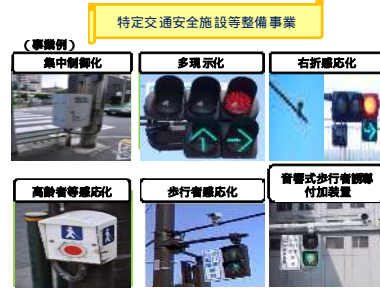 特定交通安全施設等整備事業
(事業例)
集中制御化
多現示化
右折感応化
高齢者等感応化
歩行者感応化
音響式歩行者誘導
付加装置